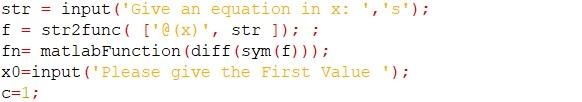 str = input('Give an equation in x: ','s');
f = str2func( ['@(x)', str ]); ;
fn= matlabFunction(diff(sym(f)));
x0=input('Please give the First Value ');
c=1;